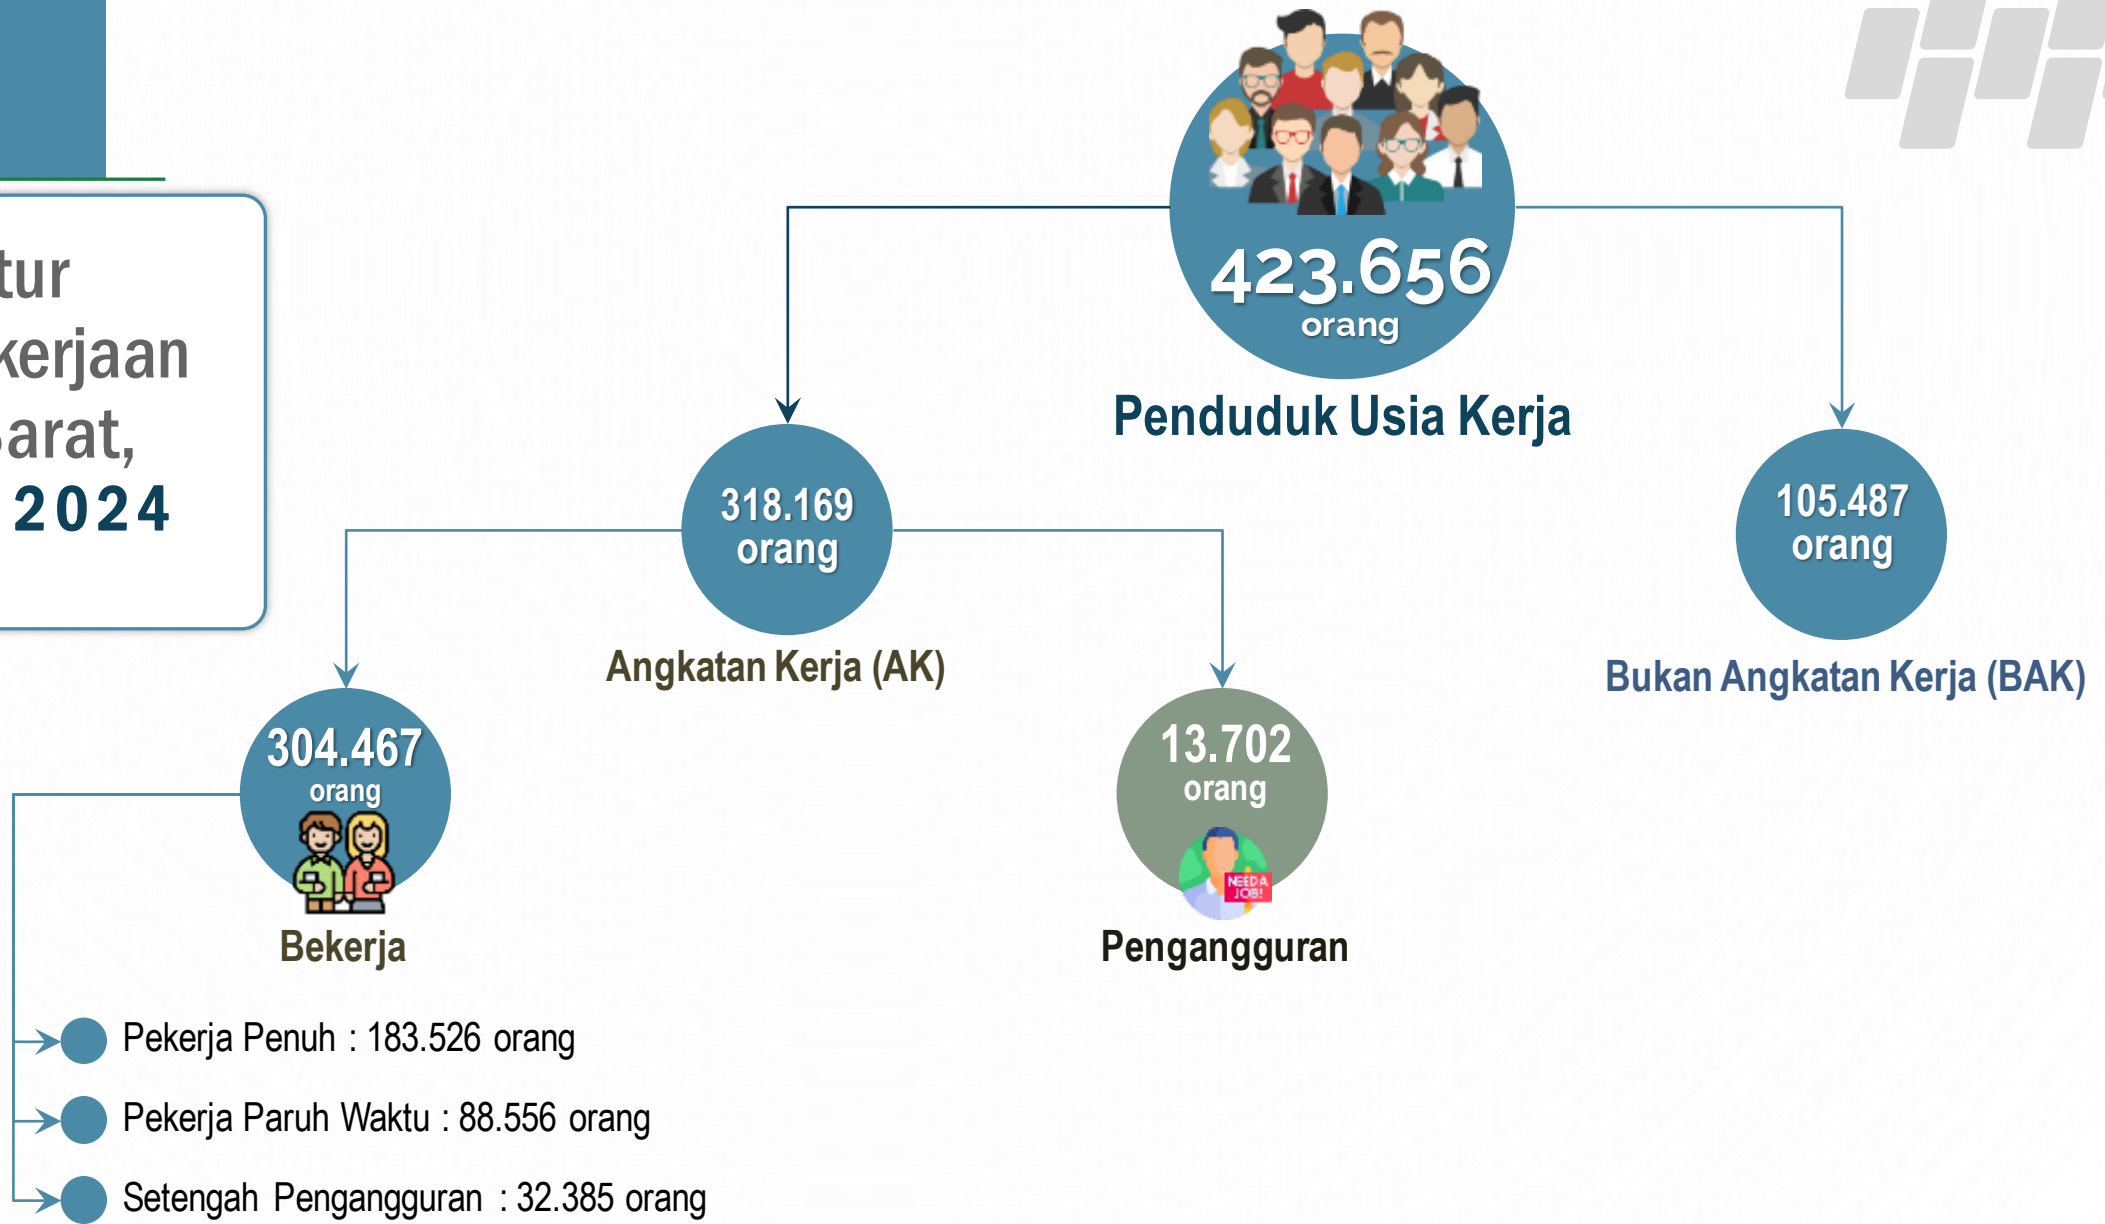 tur
kerjaan
arat,
2024
423.656
orang
Penduduk Usia Kerja
318.169
orang
Angkatan Kerja (AK)
105.487
orang
Bukan Angkatan Kerja (BAK)
304.467
orang
Bekerja
13.702
orang
NEED A
JOB!
Pengangguran
Pekerja Penuh : 183.526 orang
Pekerja Paruh Waktu : 88.556 orang
Setengah Pengangguran : 32.385 orang